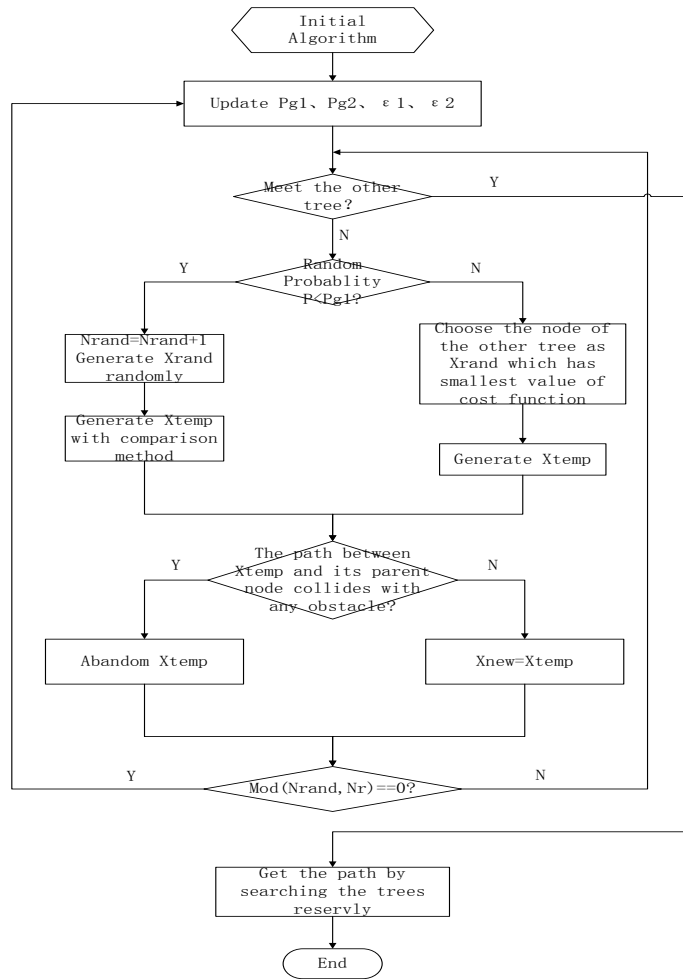 Initial
Algorithm
Update Pg1、Pg2、ε1、ε2
Meet the other
tree?
Y
N
Random
Probablity
P<Pg1?
Y
N
Nrand=Nrand+1
Generate Xrand
randomly
Choose the node of
the other tree as
Xrand which has
smallest value of
cost function
Generate Xtemp
with comparison
method
Generate Xtemp
The path between
Xtemp and its parent
node collides with
any obstacle?
Y
N
Abandom Xtemp
Xnew=Xtemp
Mod(Nrand,Nr)==0?
Y
N
Get the path by
searching the trees
reservly
End